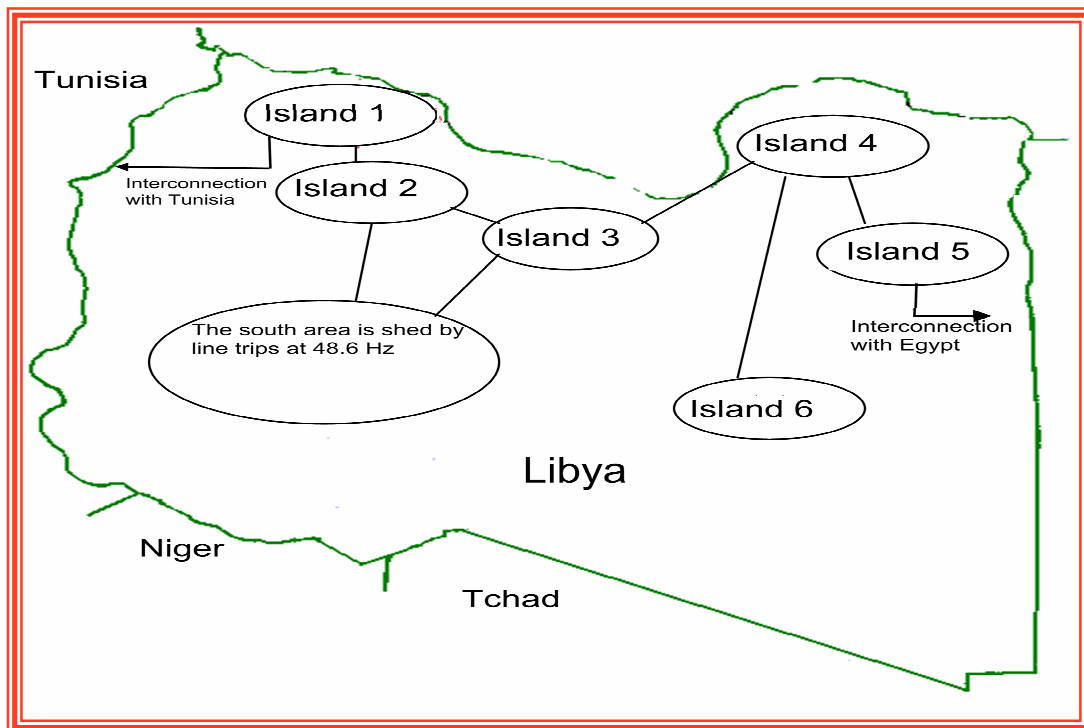 Tunisia
Island 1
Island 4
Interconnection
with Tunisia
Island 2
Island 3
Island 5
The south area is shed by
line trips at 48.6 Hz
Interconnection
with Egypt
Island 6
Libya
Niger
Tchad